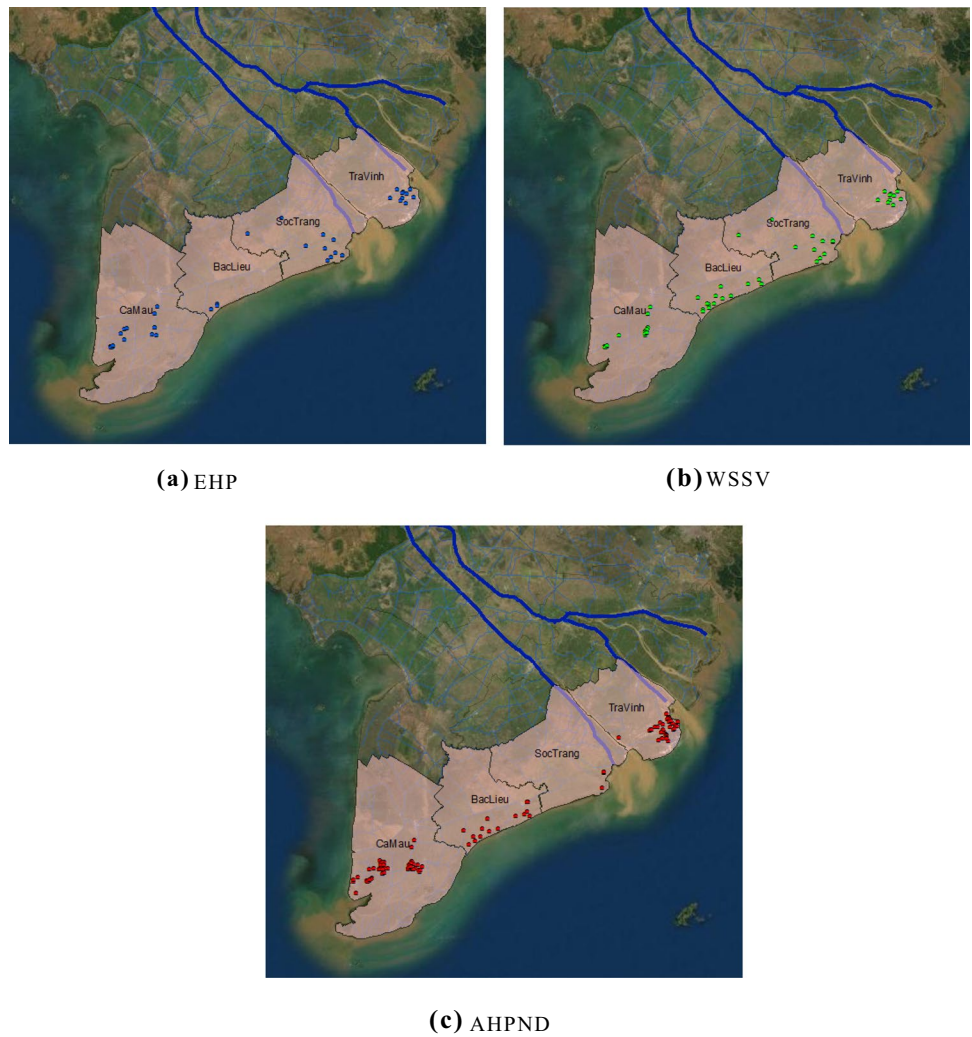 TraVinh
SocTrang
BacLieu
CaMau
TraVinh
SocTrang
BacLieu
CaMau
(a) EHP
(b) WSSV
TraVinh
SocTrang
BacLieu
CaMau
(c) AHPND